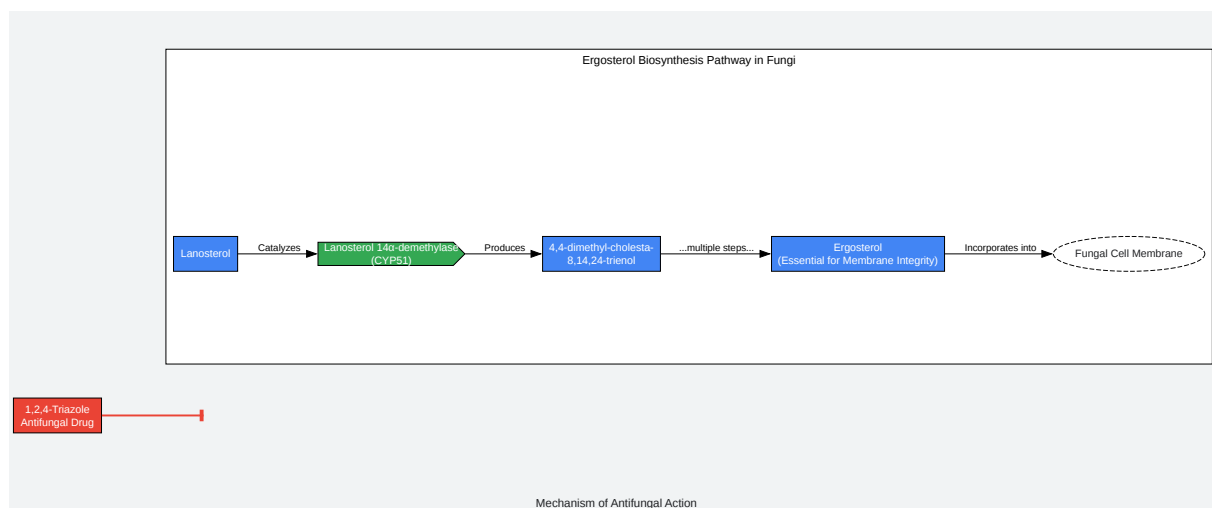 Ergosterol Biosynthesis Pathway in Fungi
Lanosterol
Catalyzes
Lanosterol 14α-demethylase
(CYP51)
Produces
4,4-dimethyl-cholesta-
8,14,24-trienol
...multiple steps...
Ergosterol
(Essential for Membrane Integrity)
Incorporates into
Fungal Cell Membrane
1,2,4-Triazole
Antifungal Drug
Mechanism of Antifungal Action